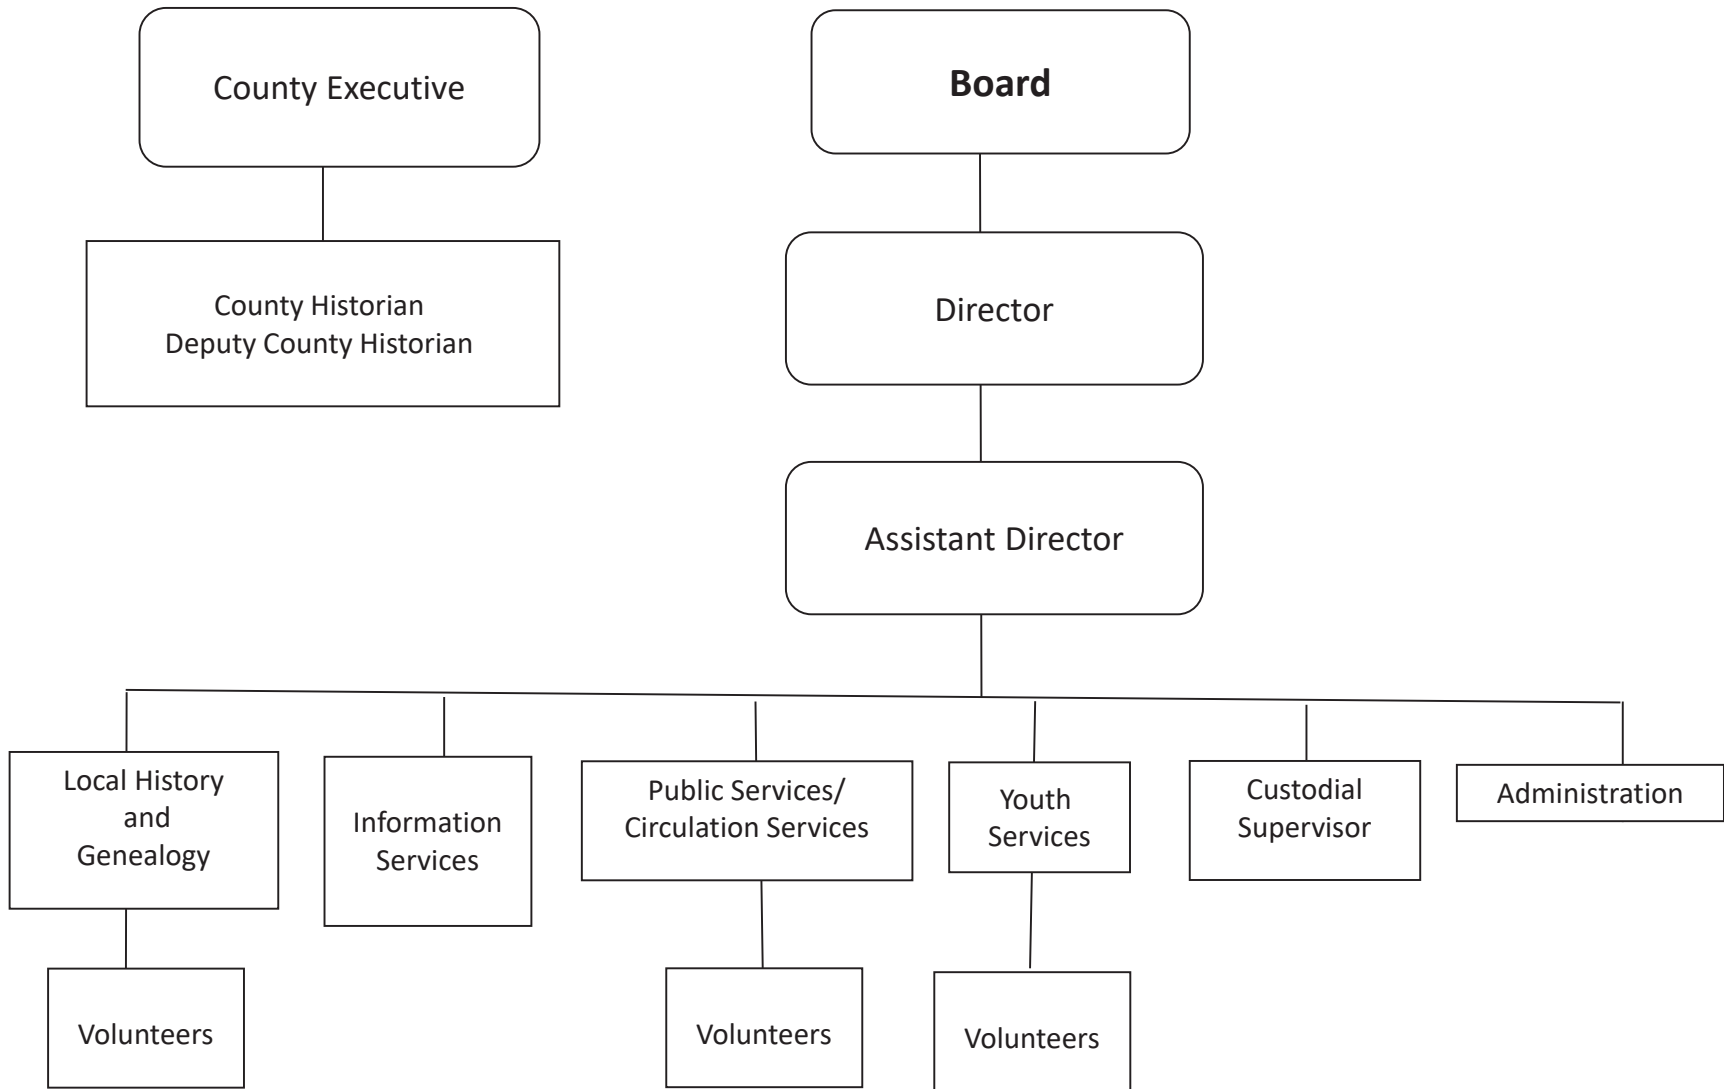 County Executive
Board
County Historian
Deputy County Historian
Director
Assistant Director
Local History
and
Genealogy
Information
Services
Public Services/
Circulation Services
Youth
Services
Custodial
Supervisor
Administration
Volunteers
Volunteers
Volunteers